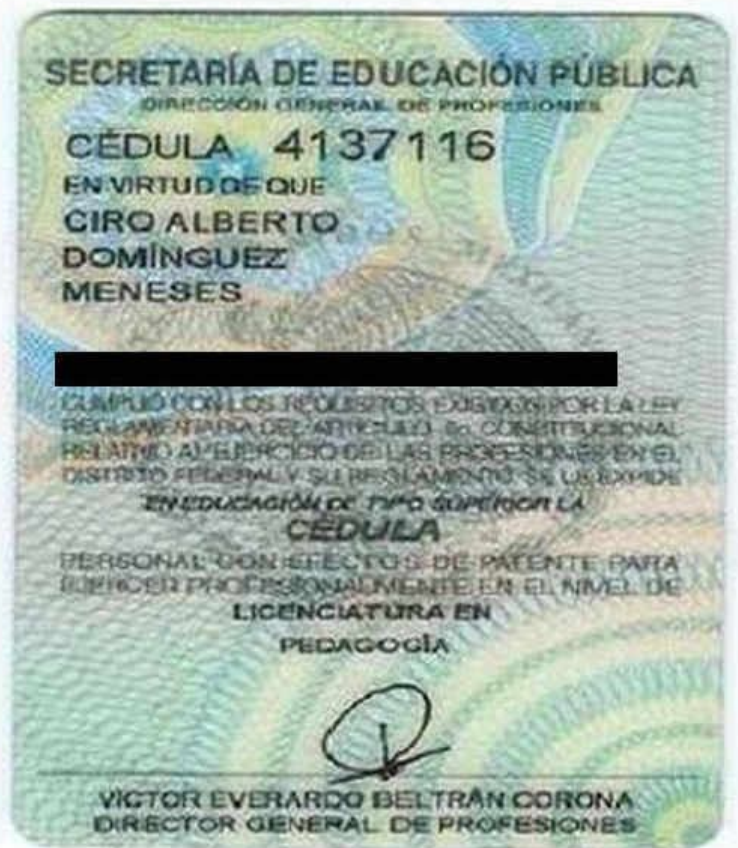 SECRETARÍA DE EDUCACIÓN PÚBLICA
DIRECCIÓN GENERAL DE PROFESIONES
CÉDULA 4137116
EN VIRTUD DE QUE
CIRO ALBERTO
DOMÍNGUEZ
MENESES
CUMPLIÓ CON LOS REQUISITOS EXIGIDOS POR LA LEY
REGLAMENTARIA DEL ARTÍCULO 5o. CONSTITUCIONAL
RELATIVO AL EJERCICIO DE LAS PROFESIONES EN EL
DISTRITO FEDERAL Y SU REGLAMENTO SE LE EXPIDE
EN EDUCACIÓN DE TIPO SUPERIOR LA
CÉDULA
PERSONAL CON EFECTOS DE PATENTE PARA
EJERCER PROFESIONALMENTE EN EL NIVEL DE
LICENCIATURA EN
PEDAGOGÍA
VÍCTOR EVERARDO BELTRÁN CORONA
DIRECTOR GENERAL DE PROFESIONES